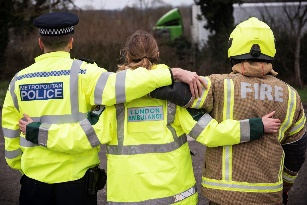 METROPOLITAN
POLICE
LONDON
AMBULANCE
FIRE